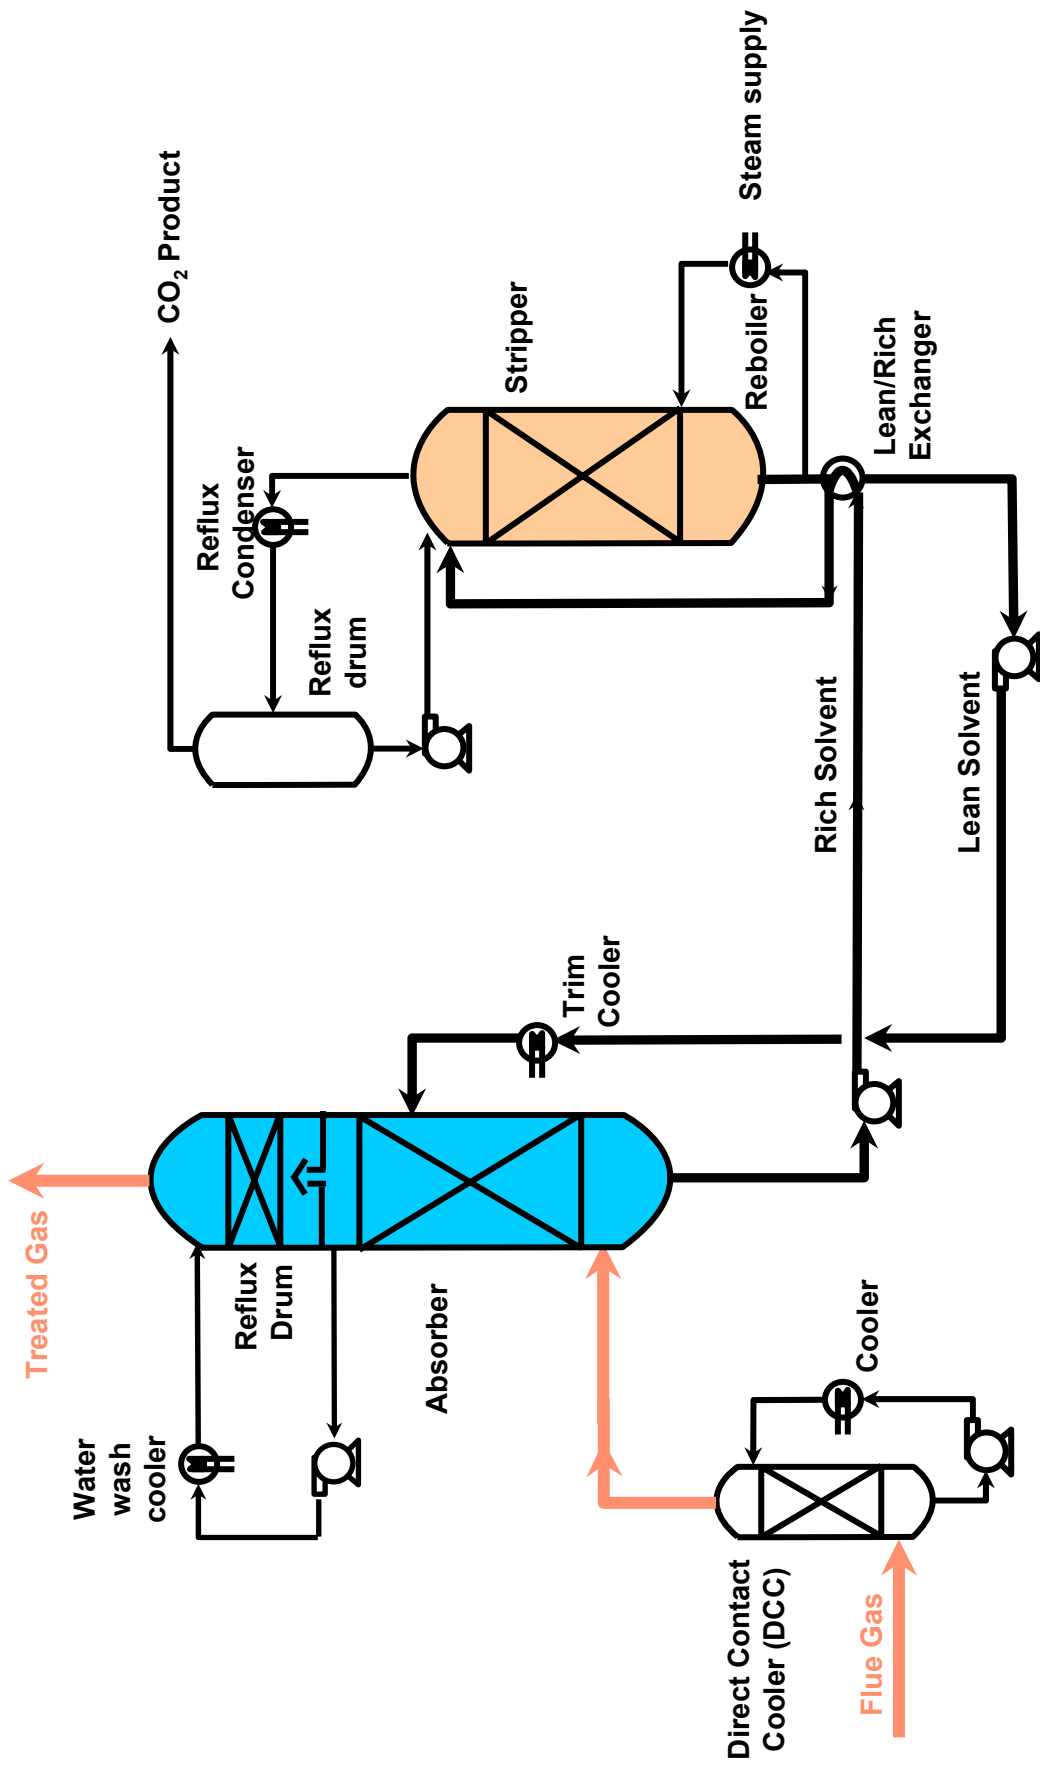 Treated Gas
Water
wash
cooler
Reflux
Drum
Absorber
Direct Contact
Cooler (DCC)
Flue Gas
Cooler
Trim
Cooler
Rich Solvent
Lean Solvent
CO₂ Product
Reflux
Condenser
Reflux
drum
Stripper
Reboiler
Steam supply
Lean/Rich
Exchanger